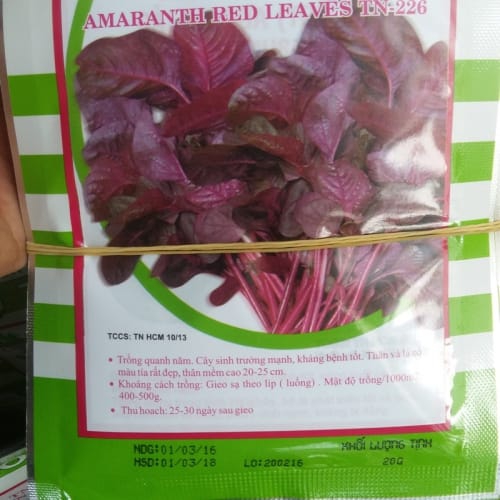 AMARANTH RED LEAVES TN-226
TCCS: TN HCM 10/13
• Trồng quanh năm. Cây sinh trưởng mạnh, kháng bệnh tốt. Thân và lá có
màu tía rất đẹp, thân mềm cao 20-25 cm.
• Khoảng cách trồng: Gieo sạ theo líp ( luống) . Mật độ trồng/1000m
400-500g.
• Thu hoach: 25-30 ngày sau gieo
NDG:01/03/16
KHỐI LƯỢNG TỊNH
HSD:01/03/18
LO:200216
20G